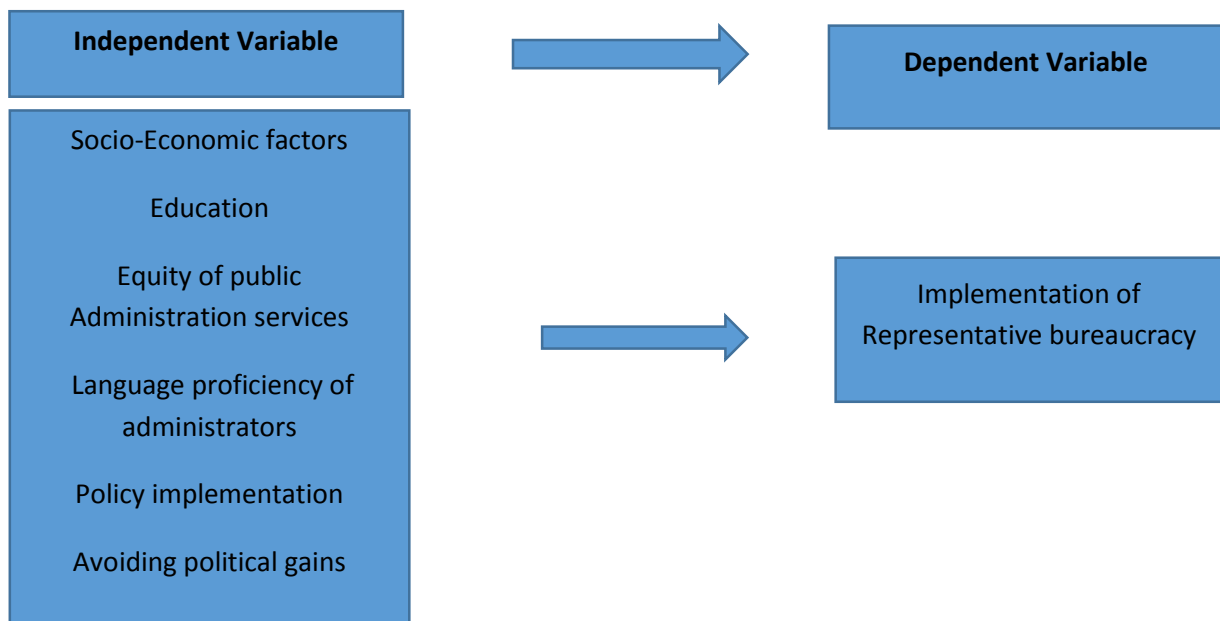 Independent Variable
Dependent Variable
Socio-Economic factors
Education
Equity of public
Administration services
Language proficiency of
administrators
Policy implementation
Avoiding political gains
Implementation of
Representative bureaucracy